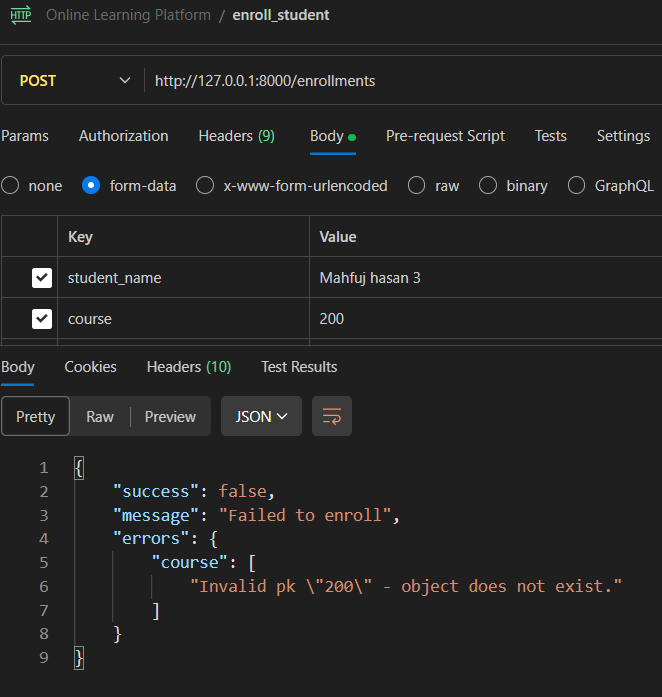 HTTP Online Learning Platform / enroll_student
POST http://127.0.0.1:8000/enrollments
Params Authorization Headers (9) Body Pre-request Script Tests Settings
none form-data x-www-form-urlencoded raw binary GraphQL
Key Value
student_name Mahfuj hasan 3
course 200
Body Cookies Headers (10) Test Results
Pretty Raw Preview JSON
1 {
2 "success": false,
3 "message": "Failed to enroll",
4 "errors": {
5 "course": [
6 "Invalid pk \"200\" - object does not exist."
7 ]
8 }
9 }